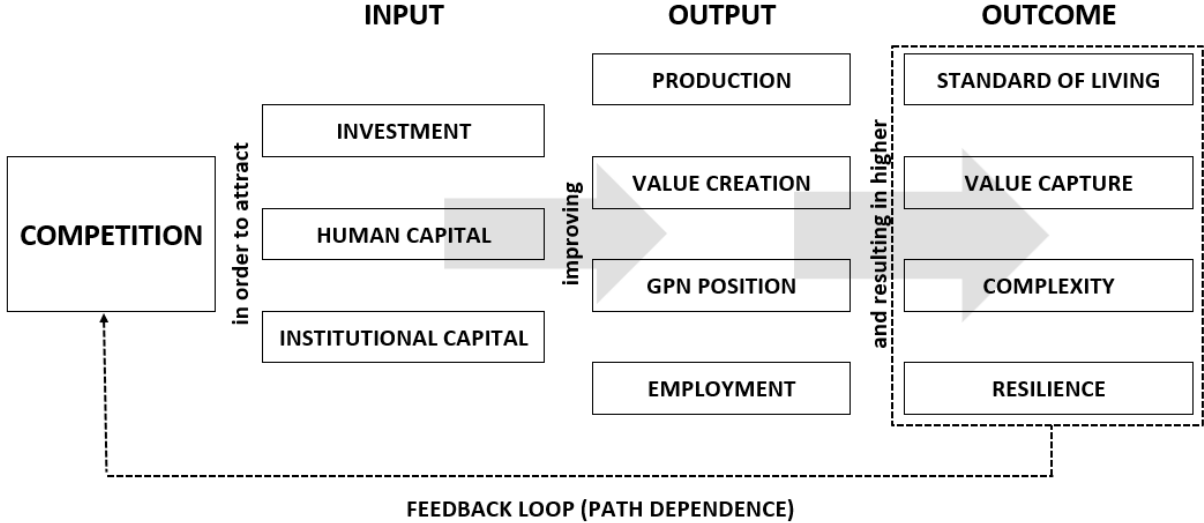 INPUT
OUTPUT
OUTCOME
COMPETITION
in order to attract
INVESTMENT
HUMAN CAPITAL
INSTITUTIONAL CAPITAL
improving
PRODUCTION
VALUE CREATION
GPN POSITION
EMPLOYMENT
and resulting in higher
STANDARD OF LIVING
VALUE CAPTURE
COMPLEXITY
RESILIENCE
FEEDBACK LOOP (PATH DEPENDENCE)